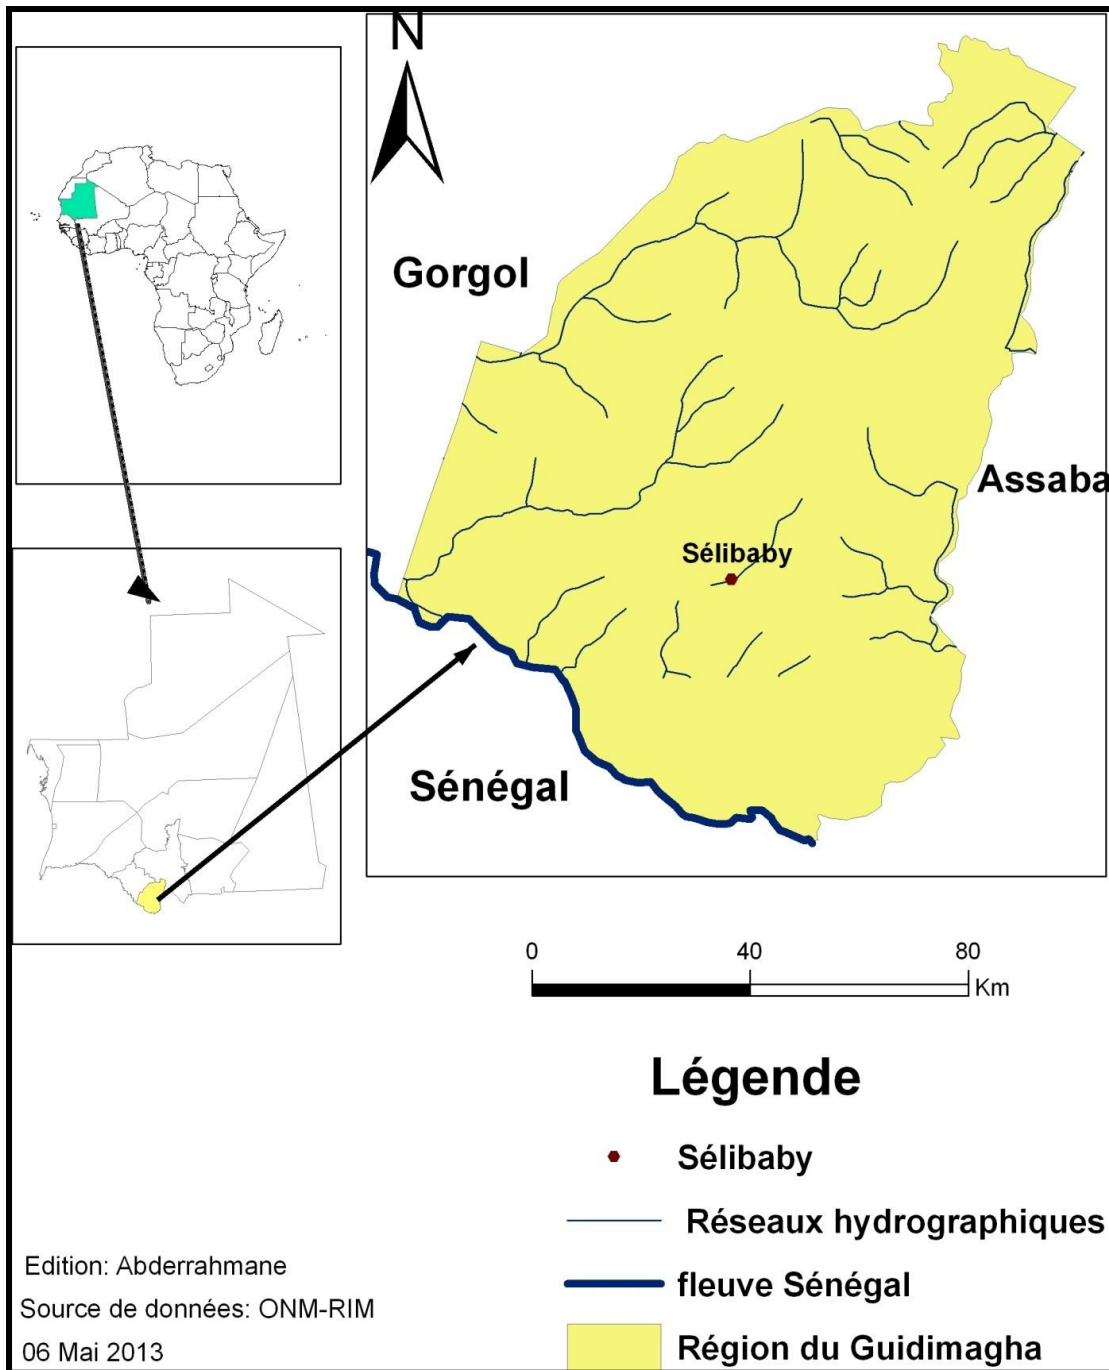 N
Gorgol
Assaba
Sélibaby
Sénégal
0 40 80
Km
Légende
Sélibaby
Réseaux hydrographiques
fleuve Sénégal
Région du Guidimagha
Edition: Abderrahmane
Source de données: ONM-RIM
06 Mai 2013